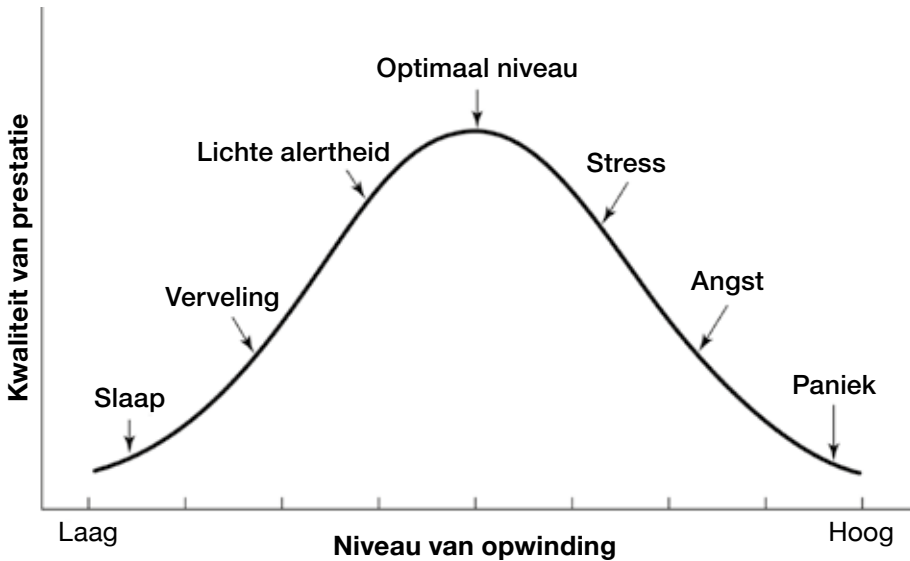 Optimaal niveau
Lichte alertheid
Stress
Verveling
Angst
Slaap
Paniek
Kwaliteit van prestatie
Laag
Hoog
Niveau van opwinding